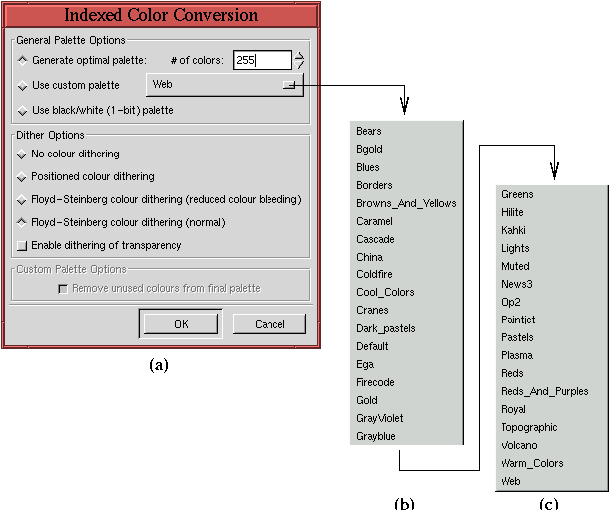 Indexed Color Conversion
General Palette Options
Generate optimal palette: # of colors: 255
Use custom palette Web
Use black/white (1-bit) palette
Dither Options
No colour dithering
Positioned colour dithering
Floyd-Steinberg colour dithering (reduced colour bleeding)
Floyd-Steinberg colour dithering (normal)
Enable dithering of transparency
Custom Palette Options
Remove unused colours from final palette
OK Cancel
(a)
Bears
Bgold
Blues
Borders
Browns_And_Yellows
Caramel
Cascade
China
Coldfire
Cool_Colors
Cranes
Dark_pastels
Default
Ega
Firecode
Gold
GrayViolet
Grayblue
(b)
Greens
Hilite
Kahki
Lights
Muted
News3
Op2
Paintjet
Pastels
Plasma
Reds
Reds_And_Purples
Royal
Topographic
Volcano
Warm_Colors
Web
(c)